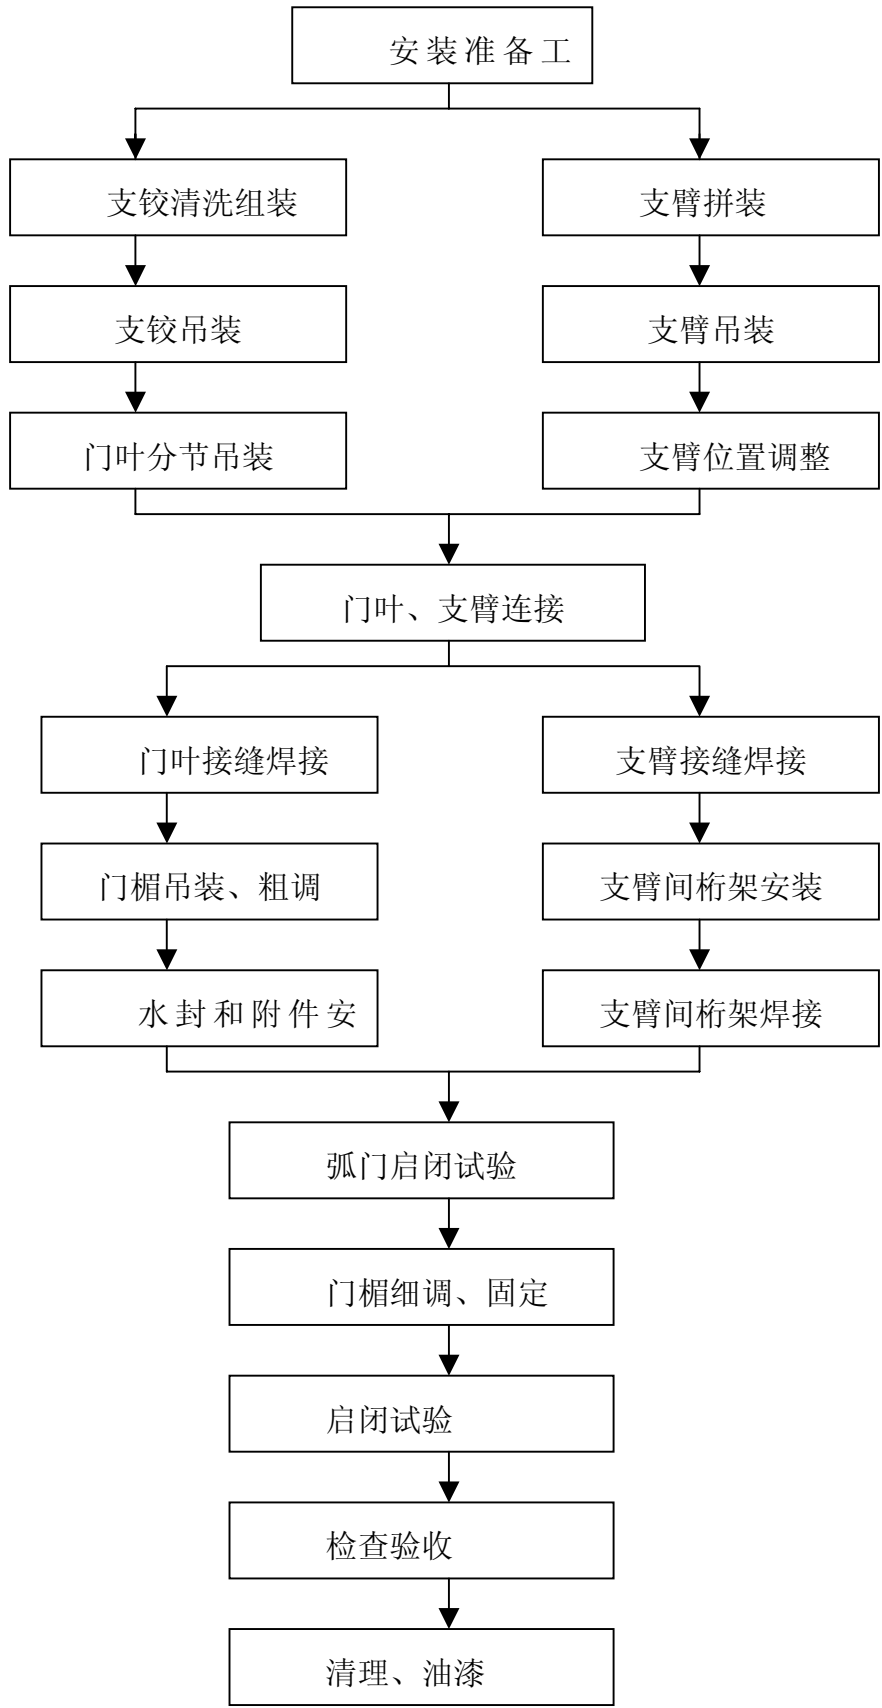 安装准备工
支铰清洗组装
支臂拼装
支铰吊装
支臂吊装
门叶分节吊装
支臂位置调整
门叶、支臂连接
门叶接缝焊接
支臂接缝焊接
门楣吊装、粗调
支臂间桁架安装
水封和附件安
支臂间桁架焊接
弧门启闭试验
门楣细调、固定
启闭试验
检查验收
清理、油漆